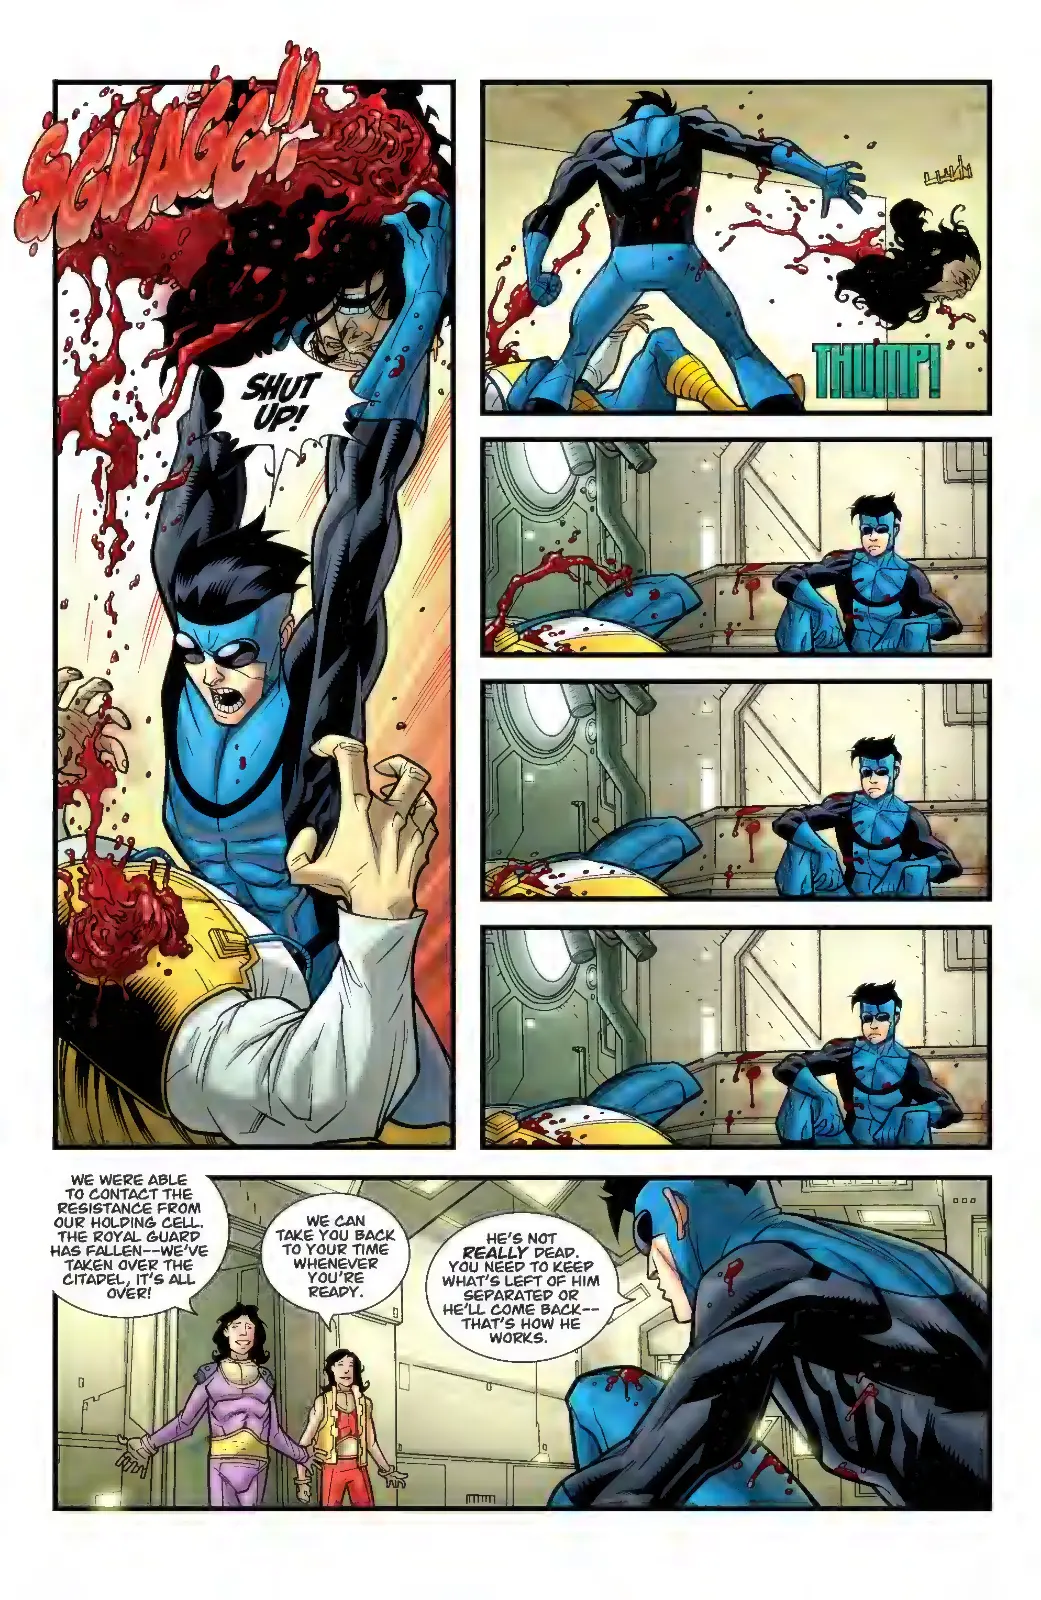 SGLAGG!!
SHUT
UP!
THUMP!
WE WERE ABLE
TO CONTACT THE
RESISTANCE FROM
OUR HOLDING CELL.
THE ROYAL GUARD
HAS FALLEN--WE'VE
TAKEN OVER THE
CITADEL, IT'S ALL
OVER!
WE CAN
TAKE YOU BACK
TO YOUR TIME
WHENEVER
YOU'RE
READY.
HE'S NOT
REALLY DEAD.
YOU NEED TO KEEP
WHAT'S LEFT OF HIM
SEPARATED OR
HE'LL COME BACK--
THAT'S HOW HE
WORKS.